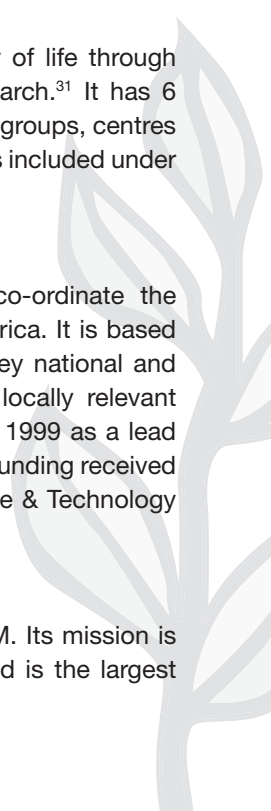 of life through
arch.³¹ It has 6
groups, centres
included under
co-ordinate the
rica. It is based
ey national and
locally relevant
1999 as a lead
unding received
e & Technology
M. Its mission is
d is the largest